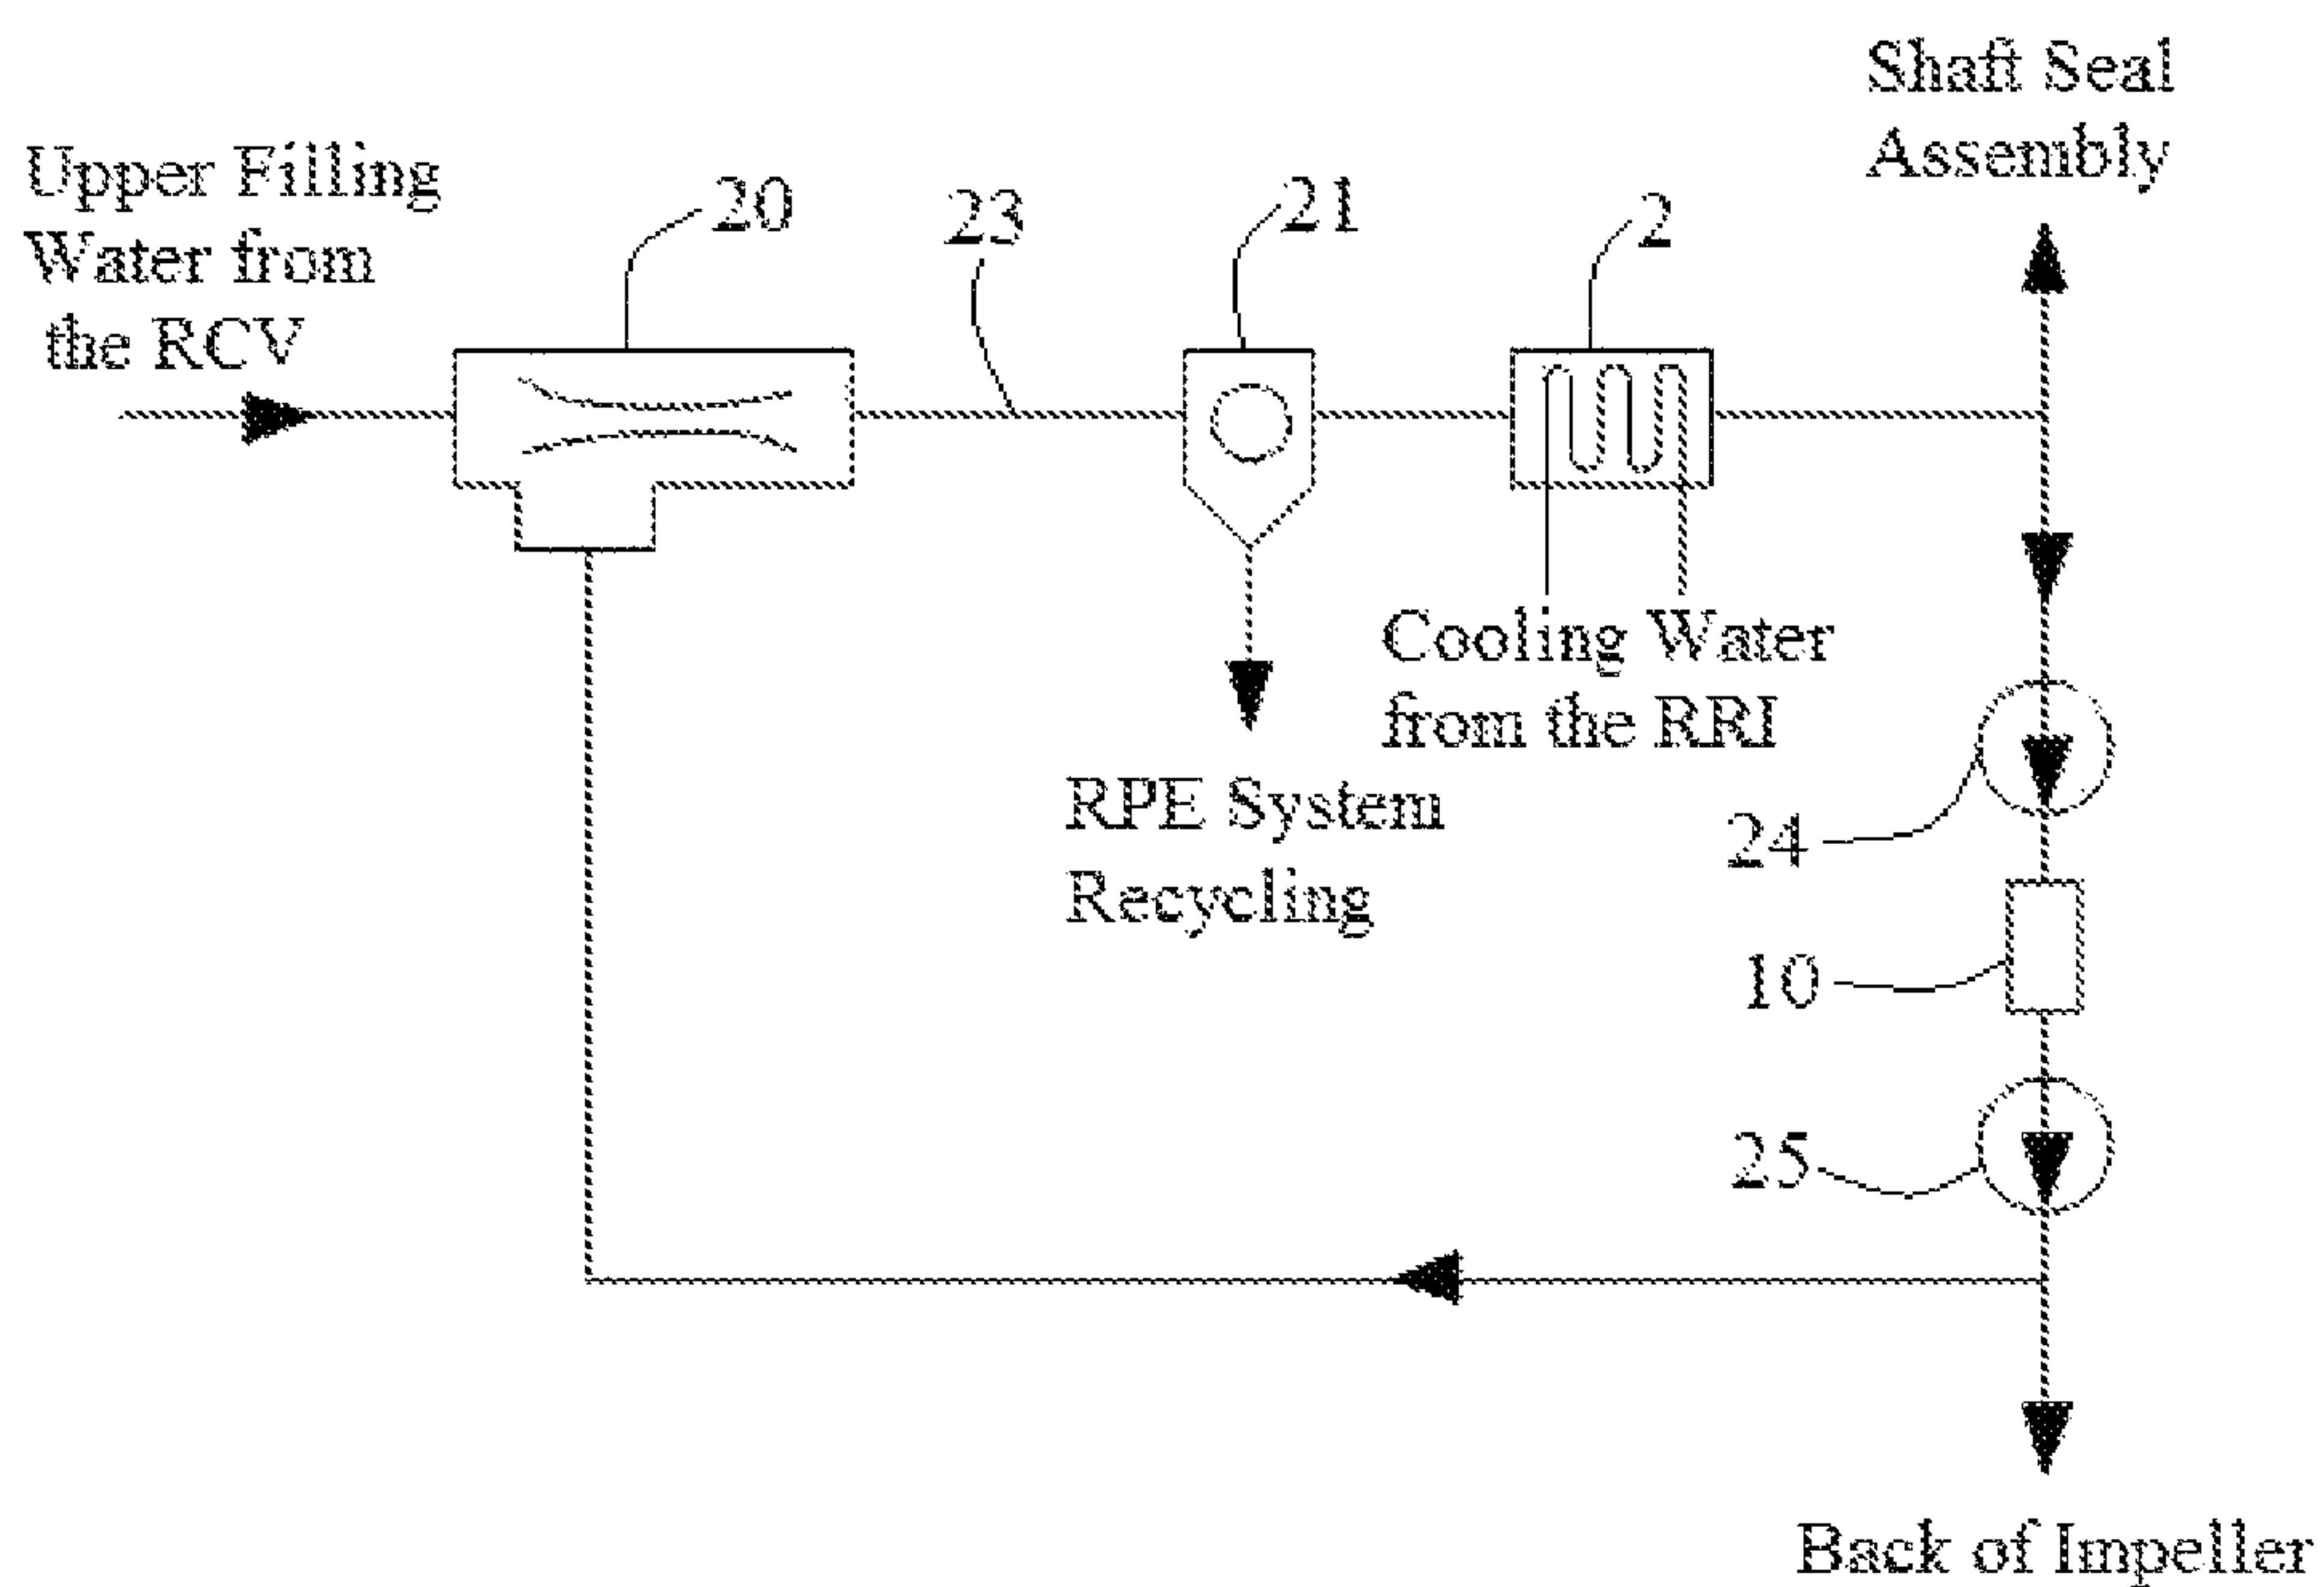 Shaft Seal
Assembly
Upper Filling
Water from
the RCV
20
23
21
2
Cooling Water
from the RRI
RPE System
Recycling
24
10
25
Back of Impeller